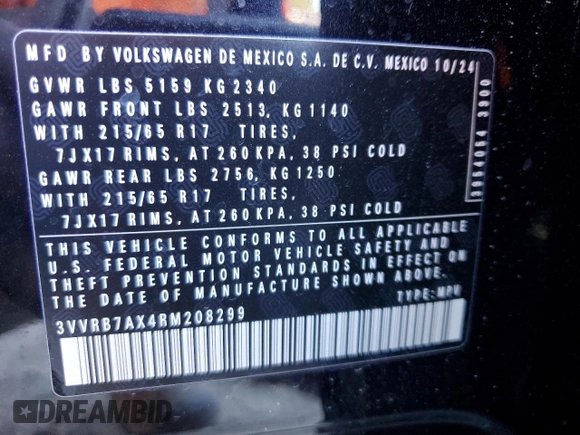 MFD BY VOLKSWAGEN DE MEXICO S.A. DE C.V. MEXICO 10/24
GVWR LBS 5159 KG 2340
GAWR FRONT LBS 2513, KG 1140
WITH 215/65 R17 TIRES,
7JX17 RIMS, AT 260 KPA, 38 PSI COLD
GAWR REAR LBS 2756, KG 1250
WITH 215/65 R17 TIRES,
7JX17 RIMS, AT 260 KPA, 38 PSI COLD
THIS VEHICLE CONFORMS TO ALL APPLICABLE
U.S. FEDERAL MOTOR VEHICLE SAFETY AND
THEFT PREVENTION STANDARDS IN EFFECT ON
THE DATE OF MANUFACTURE SHOWN ABOVE.
3VVRB7AX4RM208299
TYPE: MPV
DREAMBID